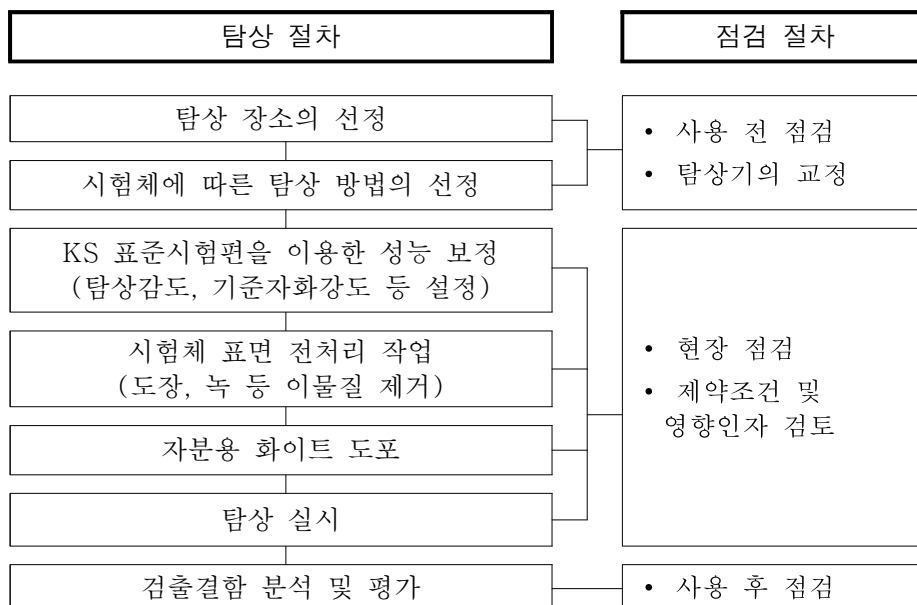 탐상 절차
점검 절차
탐상 장소의 선정
시험체에 따른 탐상 방법의 선정
• 사용 전 점검
• 탐상기의 교정
KS 표준시험편을 이용한 성능 보정
(탐상감도, 기준자화강도 등 설정)
시험체 표면 전처리 작업
(도장, 녹 등 이물질 제거)
자분용 화이트 도포
탐상 실시
• 현장 점검
• 제약조건 및
영향인자 검토
검출결함 분석 및 평가
• 사용 후 점검